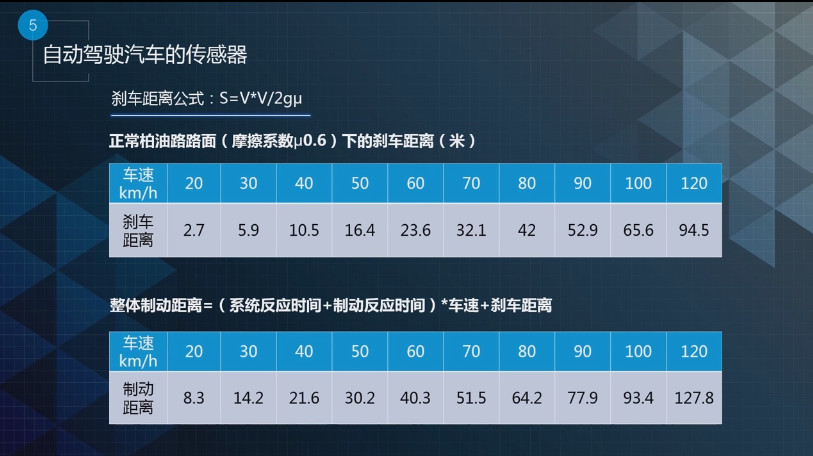 5
自动驾驶汽车的传感器
刹车距离公式：S=V*V/2gμ
正常柏油路路面（摩擦系数μ0.6）下的刹车距离（米）
车速 km/h 20 30 40 50 60 70 80 90 100 120
刹车距离 2.7 5.9 10.5 16.4 23.6 32.1 42 52.9 65.6 94.5
整体制动距离=（系统反应时间+制动反应时间）*车速+刹车距离
车速 km/h 20 30 40 50 60 70 80 90 100 120
制动距离 8.3 14.2 21.6 30.2 40.3 51.5 64.2 77.9 93.4 127.8